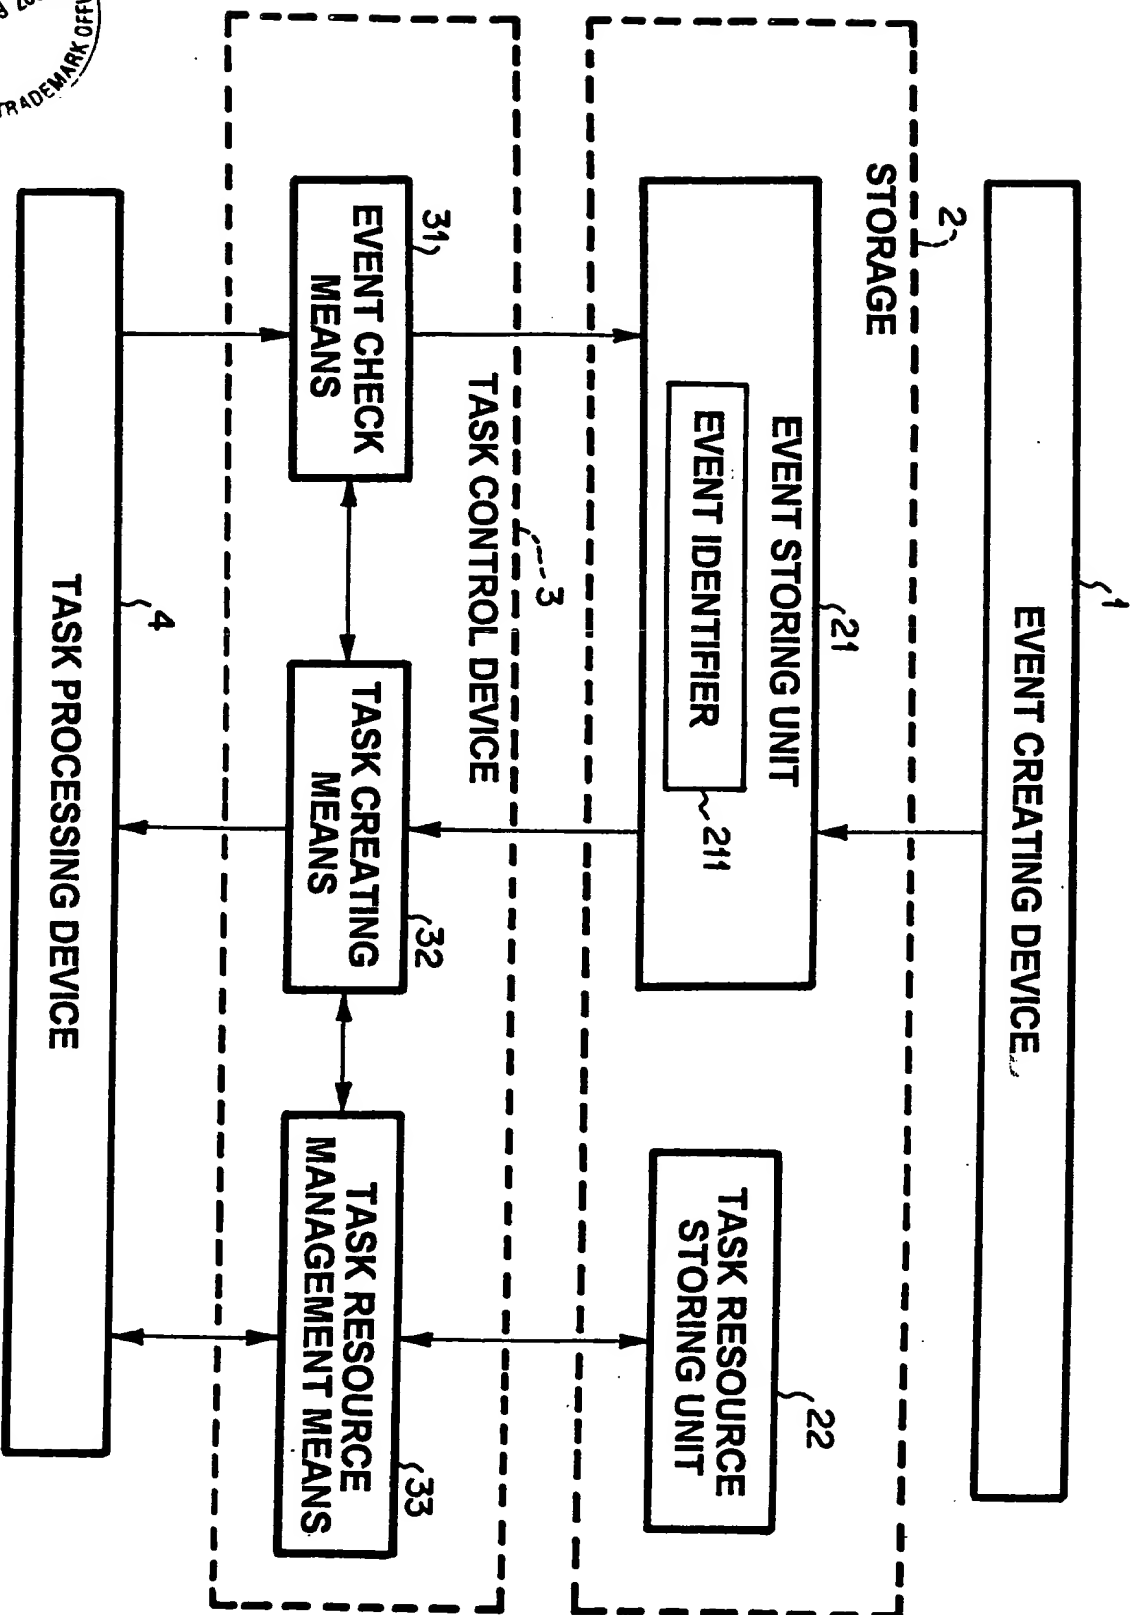 TRADEMARK OFF
1
EVENT CREATING DEVICE
2
STORAGE
21
EVENT STORING UNIT
EVENT IDENTIFIER
211
22
TASK RESOURCE
STORING UNIT
3
TASK CONTROL DEVICE
31
EVENT CHECK
MEANS
32
TASK CREATING
MEANS
33
TASK RESOURCE
MANAGEMENT MEANS
4
TASK PROCESSING DEVICE